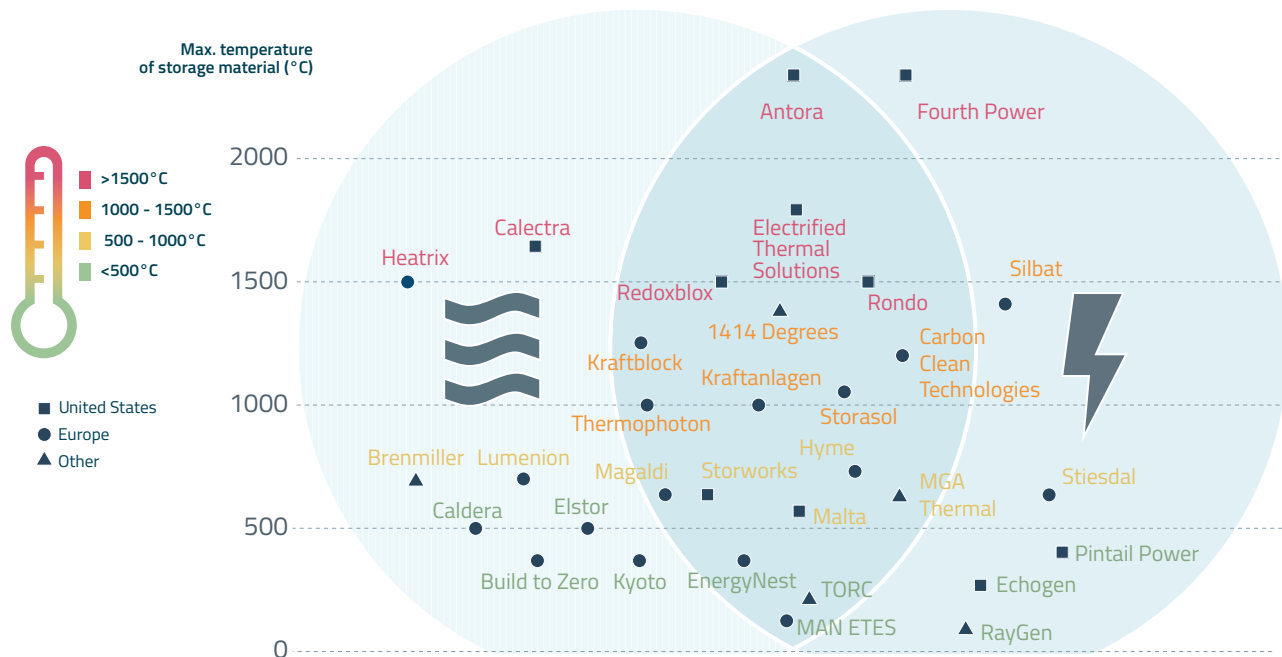 Max. temperature
of storage material (°C)
Antora
Fourth Power
2000
>1500°C
1000 - 1500°C
500 - 1000°C
<500°C
Calectra
Electrified
Thermal
Solutions
Heatrix
Silbat
1500
Redoxblox
Rondo
1414 Degrees
Carbon
Clean
Technologies
Kraftblock
Kraftanlagen
United States
Europe
Other
1000
Thermophoton
Storasol
Hyme
Brenmiller
Lumenion
Magaldi
Storworks
MGA
Thermal
Stiesdal
Caldera
Elstor
Malta
500
Build to Zero
Kyoto
EnergyNest
TORC
Pintail Power
Echogen
MAN ETES
RayGen
0